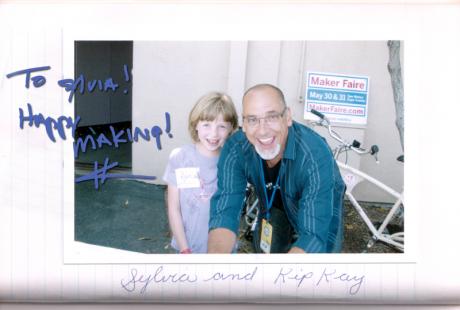 To Sylvia!
Happy
making!
Maker Faire
May 30 & 31
MakerFaire.com
Sylvia and Kip Kay